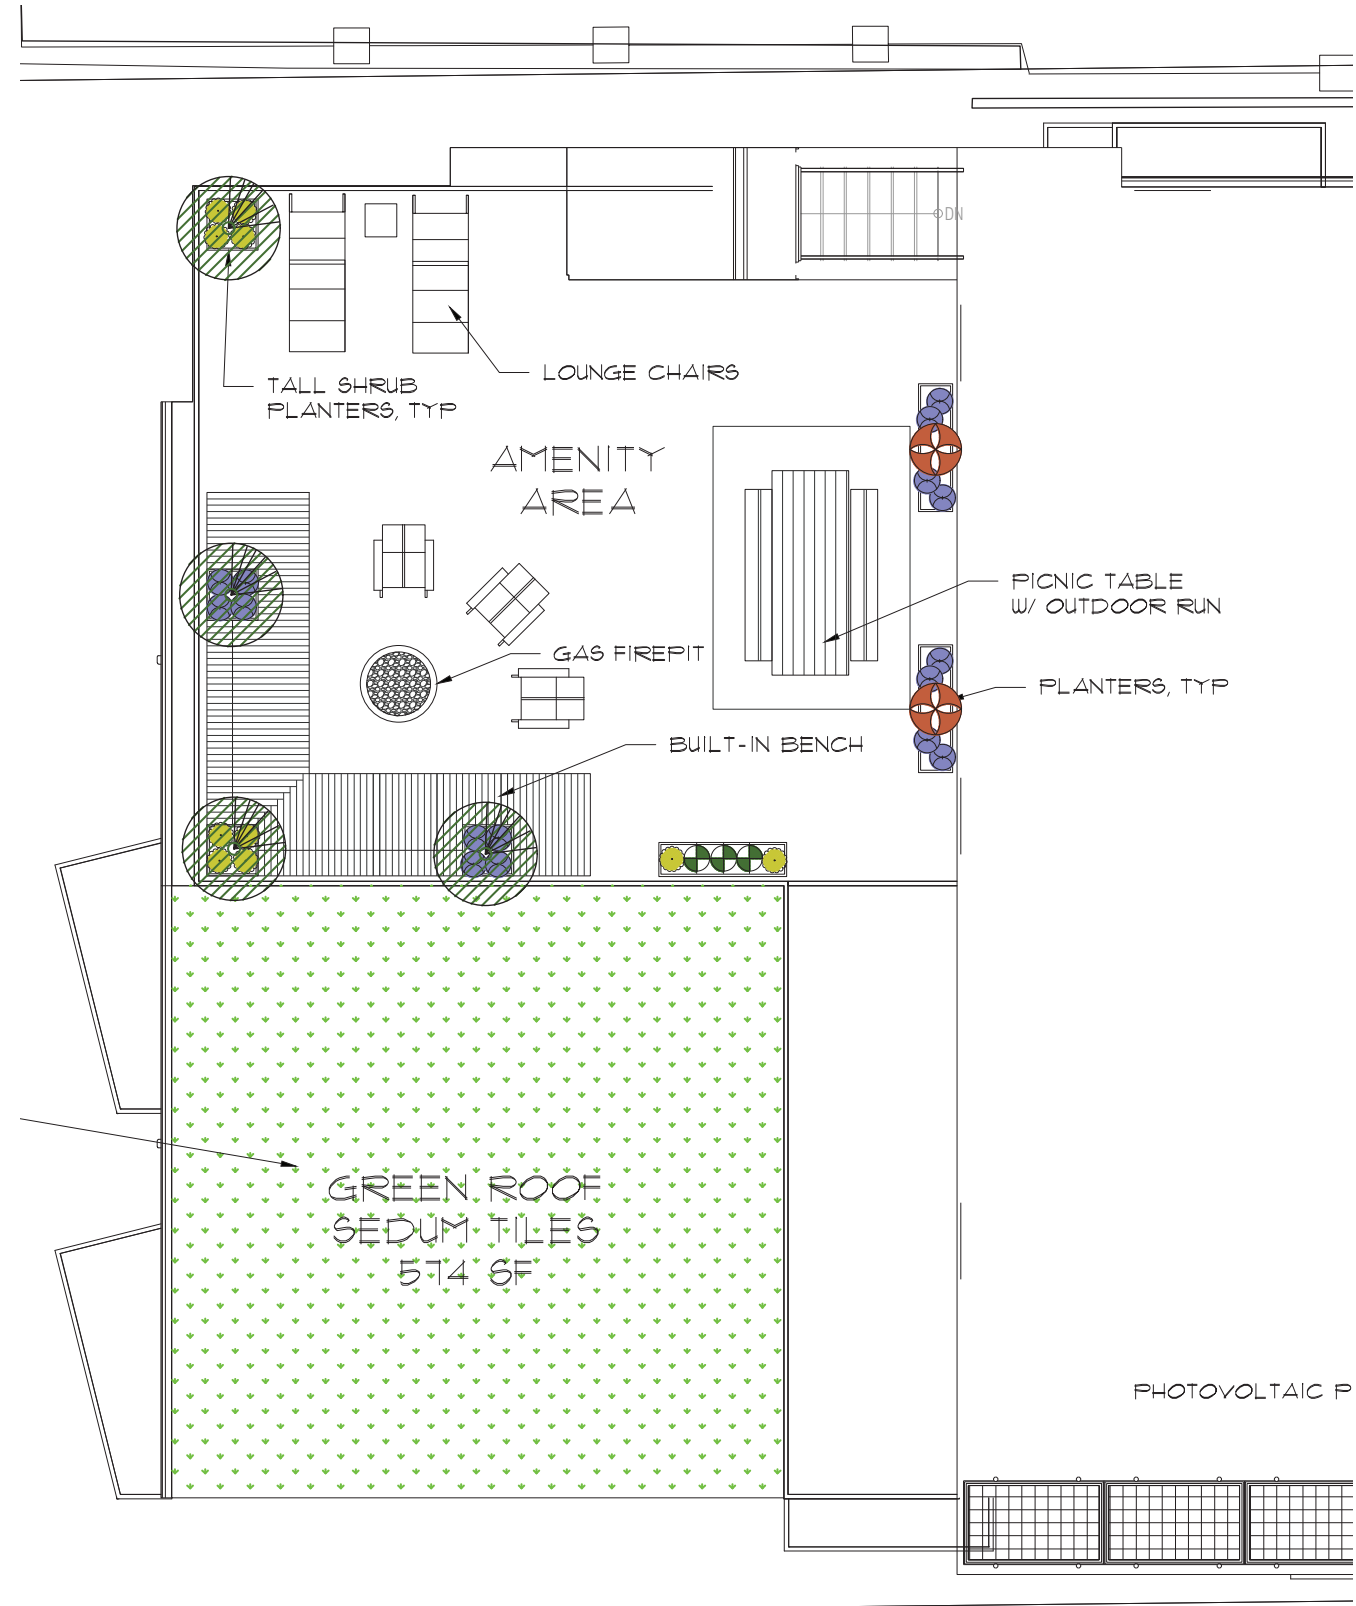 DN
LOUNGE CHAIRS
TALL SHRUB
PLANTERS, TYP
AMENITY
AREA
PICNIC TABLE
W/ OUTDOOR RUN
GAS FIREPIT
PLANTERS, TYP
BUILT-IN BENCH
GREEN ROOF
SEDUM TILES
574 SF
PHOTOVOLTAIC P